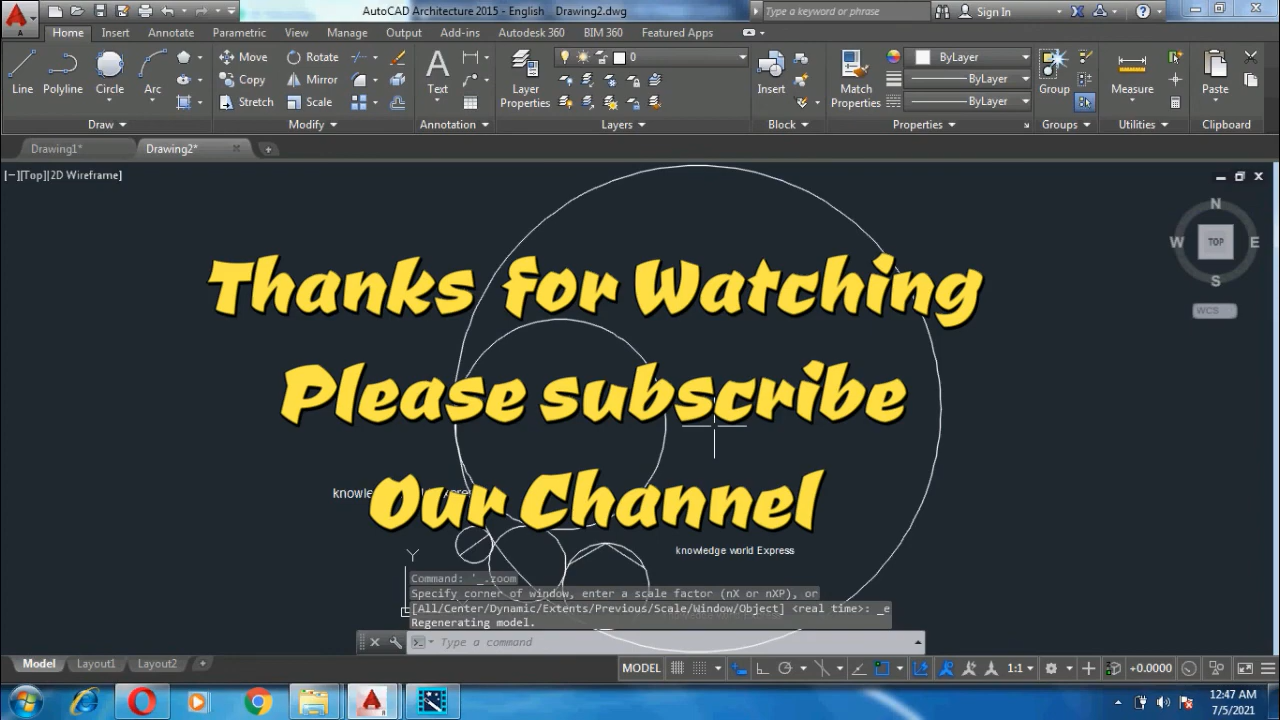 AutoCAD Architecture 2015 - English Drawing2.dwg
Type a keyword or phrase
Sign In
Home Insert Annotate Parametric View Manage Output Add-ins Autodesk 360 BIM 360 Featured Apps
Line Polyline Circle Arc
Move Rotate
Copy Mirror
Stretch Scale
Text
Layer Properties
0
Insert
Match Properties
ByLayer
ByLayer
ByLayer
Group
Measure
Paste
Draw Modify Annotation Layers Block Properties Groups Utilities Clipboard
Drawing1* Drawing2*
[−][Top][2D Wireframe]
N
W TOP E
S
WCS
Thanks for Watching
Please subscribe
Our Channel
knowledge world Express
Y
Command: '_.zoom
Specify corner of window, enter a scale factor (nX or nXP), or
[All/Center/Dynamic/Extents/Previous/Scale/Window/Object] <real time>: _e
Regenerating model.
Type a command
Model Layout1 Layout2
MODEL 1:1 +0.0000
12:47 AM
7/5/2021